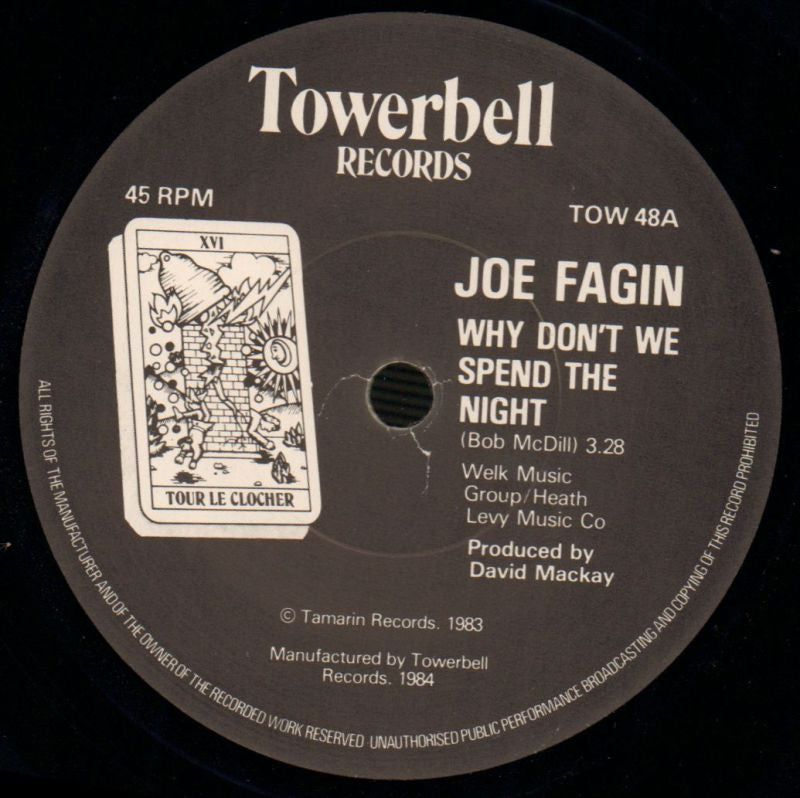 Towerbell
RECORDS
45 RPM
TOW 48A
XVI
TOUR LE CLOCHER
JOE FAGIN
WHY DON'T WE
SPEND THE
NIGHT
(Bob McDill) 3.28
Welk Music
Group/Heath
Levy Music Co
Produced by
David Mackay
© Tamarin Records. 1983
Manufactured by Towerbell
Records. 1984
ALL RIGHTS OF THE MANUFACTURER AND OF THE OWNER OF THE RECORDED WORK RESERVED · UNAUTHORISED PUBLIC PERFORMANCE BROADCASTING AND COPYING OF THIS RECORD PROHIBITED